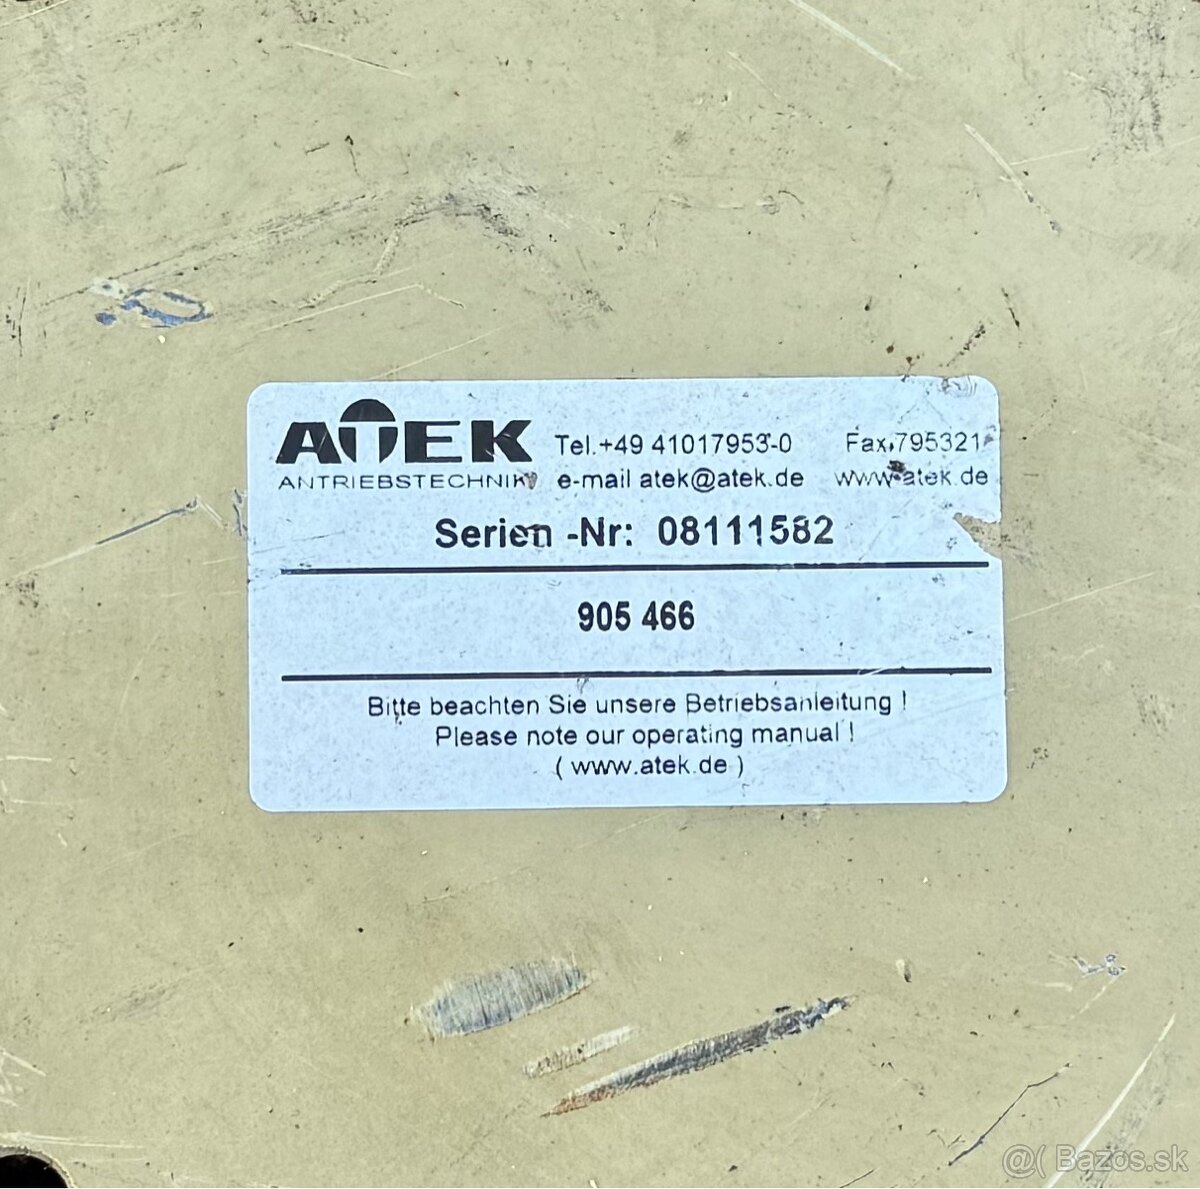 ATEK Tel.+49 41017953-0 Fax.795321
ANTRIEBSTECHNIK e-mail atek@atek.de www.atek.de
Serien -Nr: 08111582
905 466
Bitte beachten Sie unsere Betriebsanleitung !
Please note our operating manual !
( www.atek.de )
@( Bazos.sk